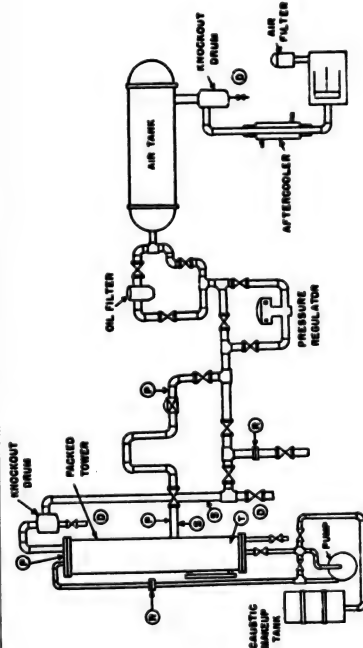 KNOCKOUT
DRUM
PACKED
TOWER
P
D
R
P
S
S
T
D
CAUSTIC
MAKEUP
TANK
PUMP
P
R
OIL FILTER
PRESSURE
REGULATOR
AIR TANK
KNOCKOUT
DRUM
D
AFTERCOOLER
AIR
FILTER